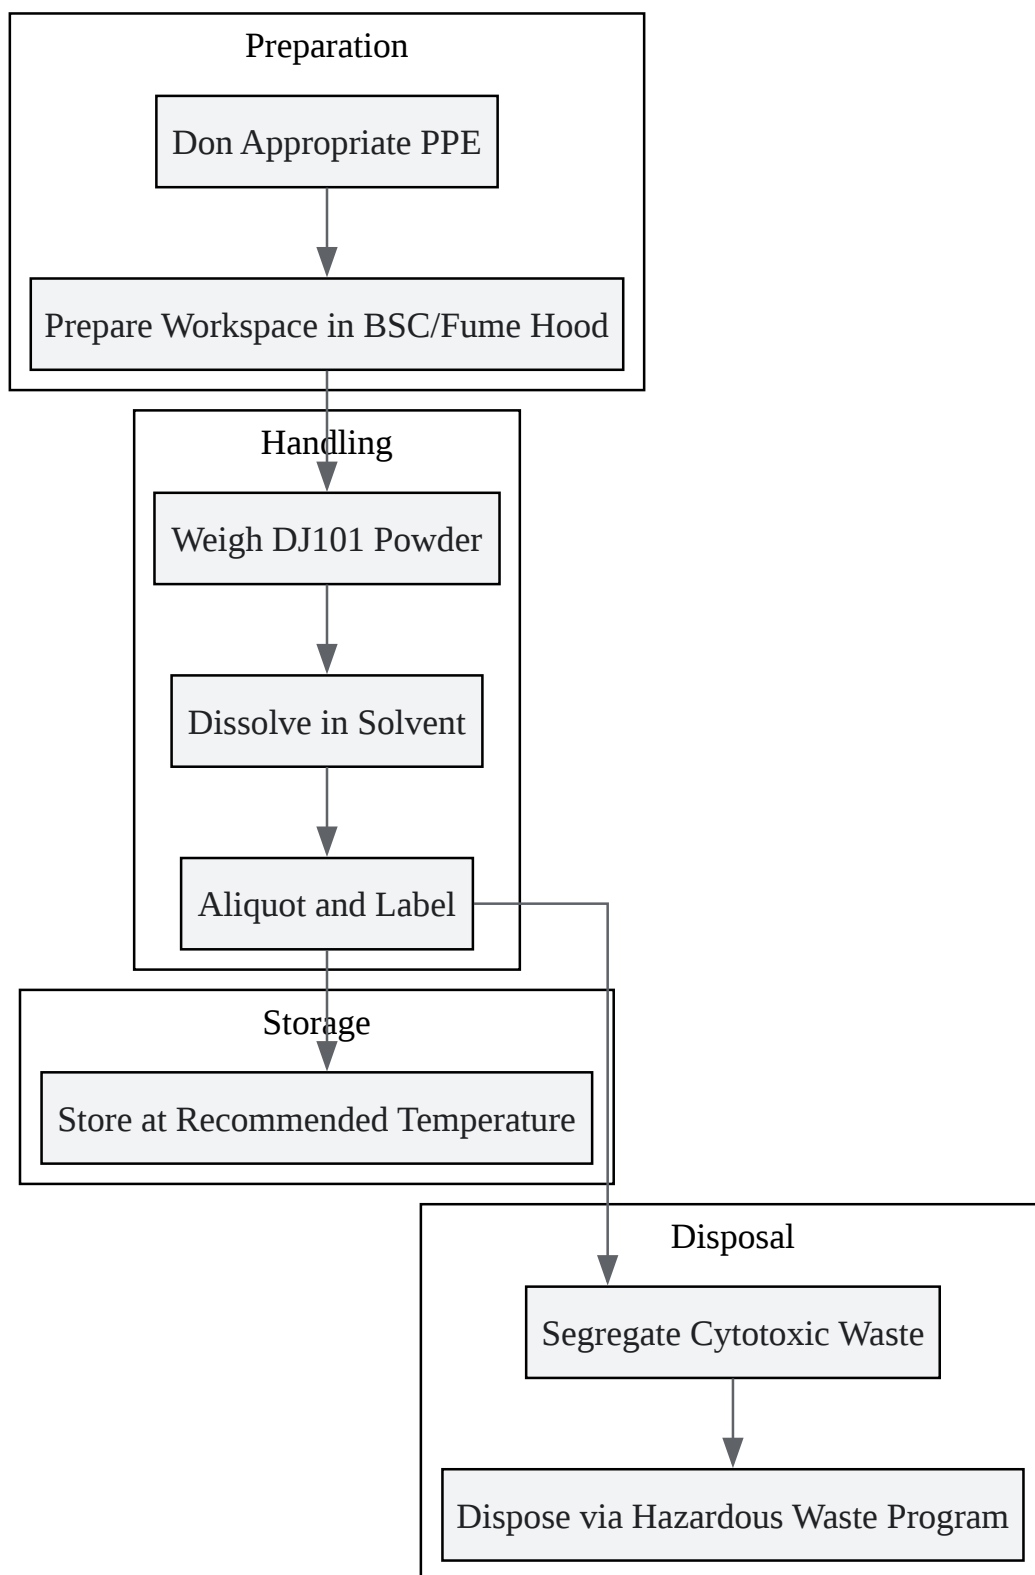 Preparation
Don Appropriate PPE
Prepare Workspace in BSC/Fume Hood
Handling
Weigh DJ101 Powder
Dissolve in Solvent
Aliquot and Label
Storage
Store at Recommended Temperature
Disposal
Segregate Cytotoxic Waste
Dispose via Hazardous Waste Program